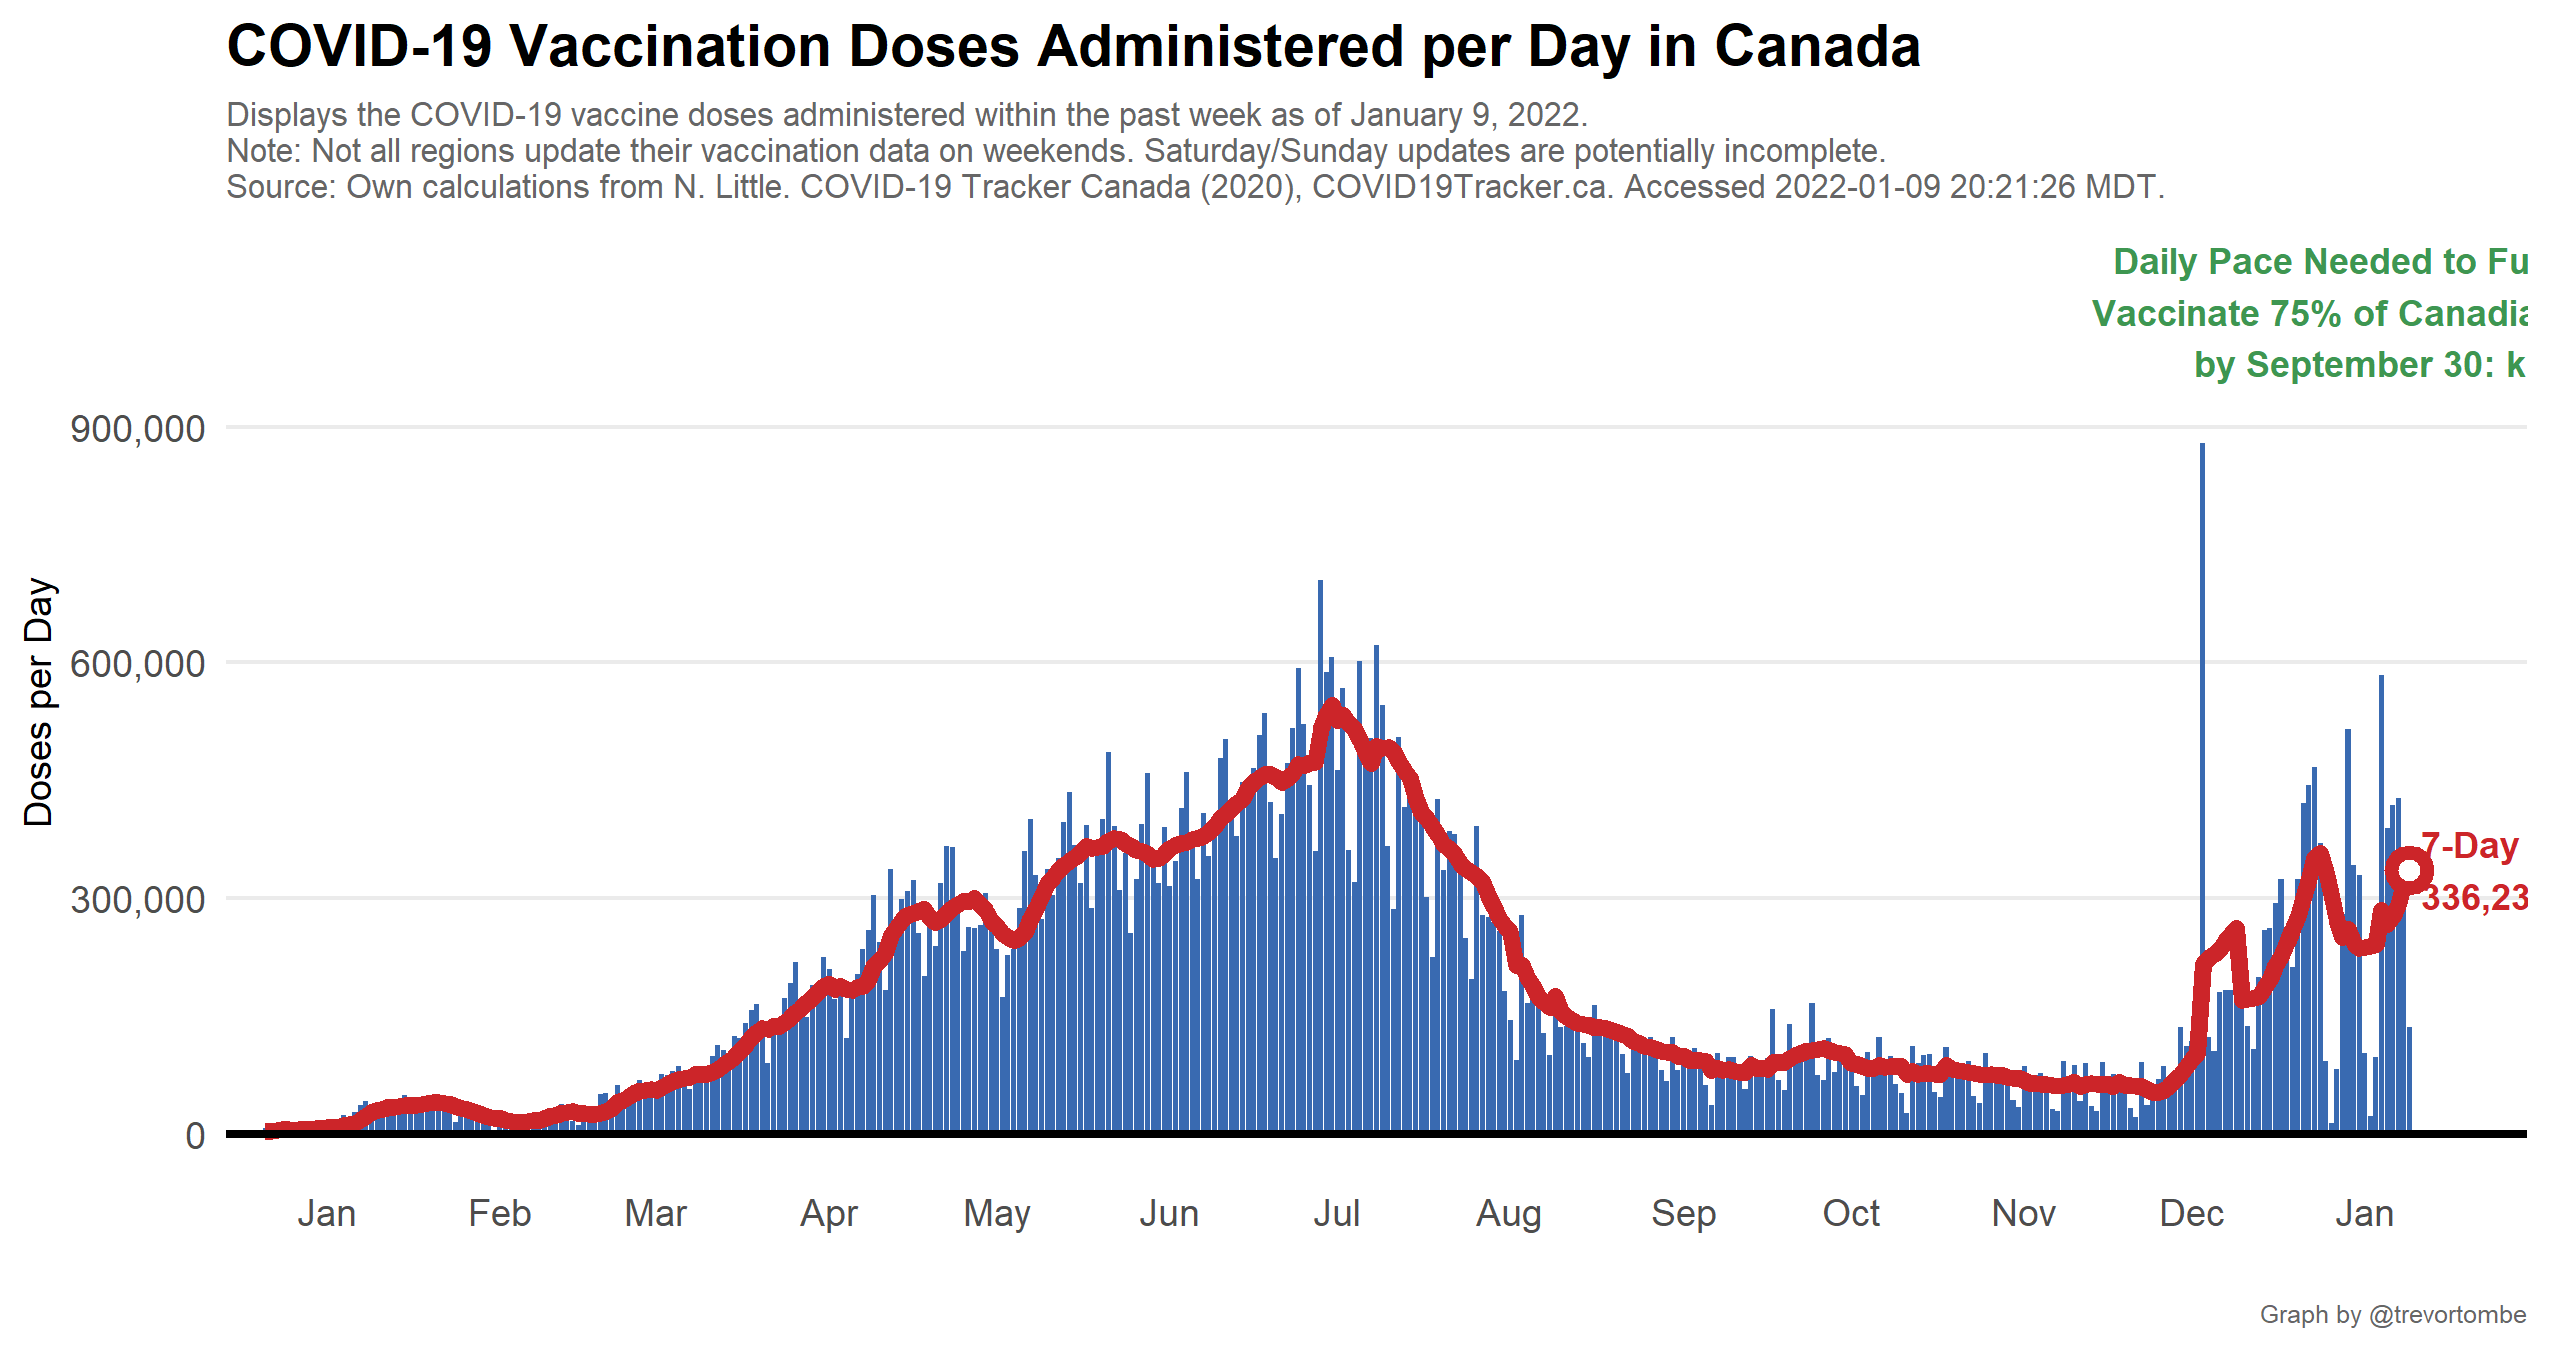 COVID-19 Vaccination Doses Administered per Day in Canada
Displays the COVID-19 vaccine doses administered within the past week as of January 9, 2022.
Note: Not all regions update their vaccination data on weekends. Saturday/Sunday updates are potentially incomplete.
Source: Own calculations from N. Little. COVID-19 Tracker Canada (2020), COVID19Tracker.ca. Accessed 2022-01-09 20:21:26 MDT.
Daily Pace Needed to Fu
Vaccinate 75% of Canadia
by September 30: k
900,000
600,000
300,000
0
Doses per Day
7-Day
336,23
Jan Feb Mar Apr May Jun Jul Aug Sep Oct Nov Dec Jan
Graph by @trevortombe